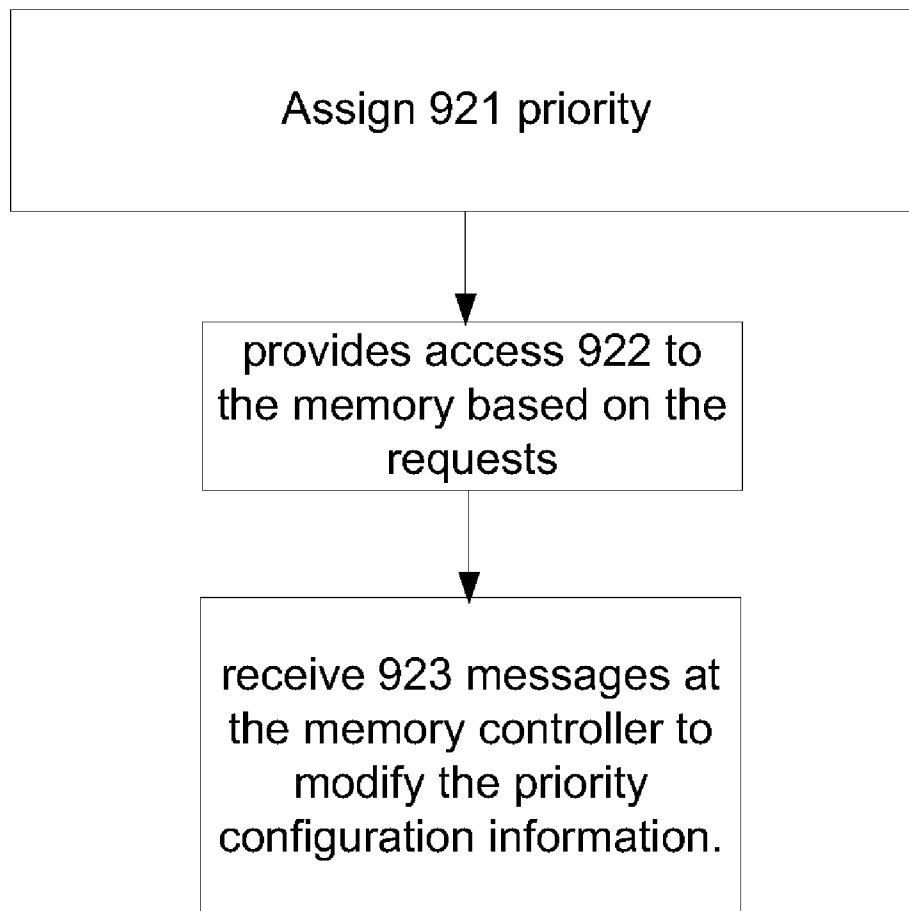 Assign 921 priority
provides access 922 to
the memory based on the
requests
receive 923 messages at
the memory controller to
modify the priority
configuration information.